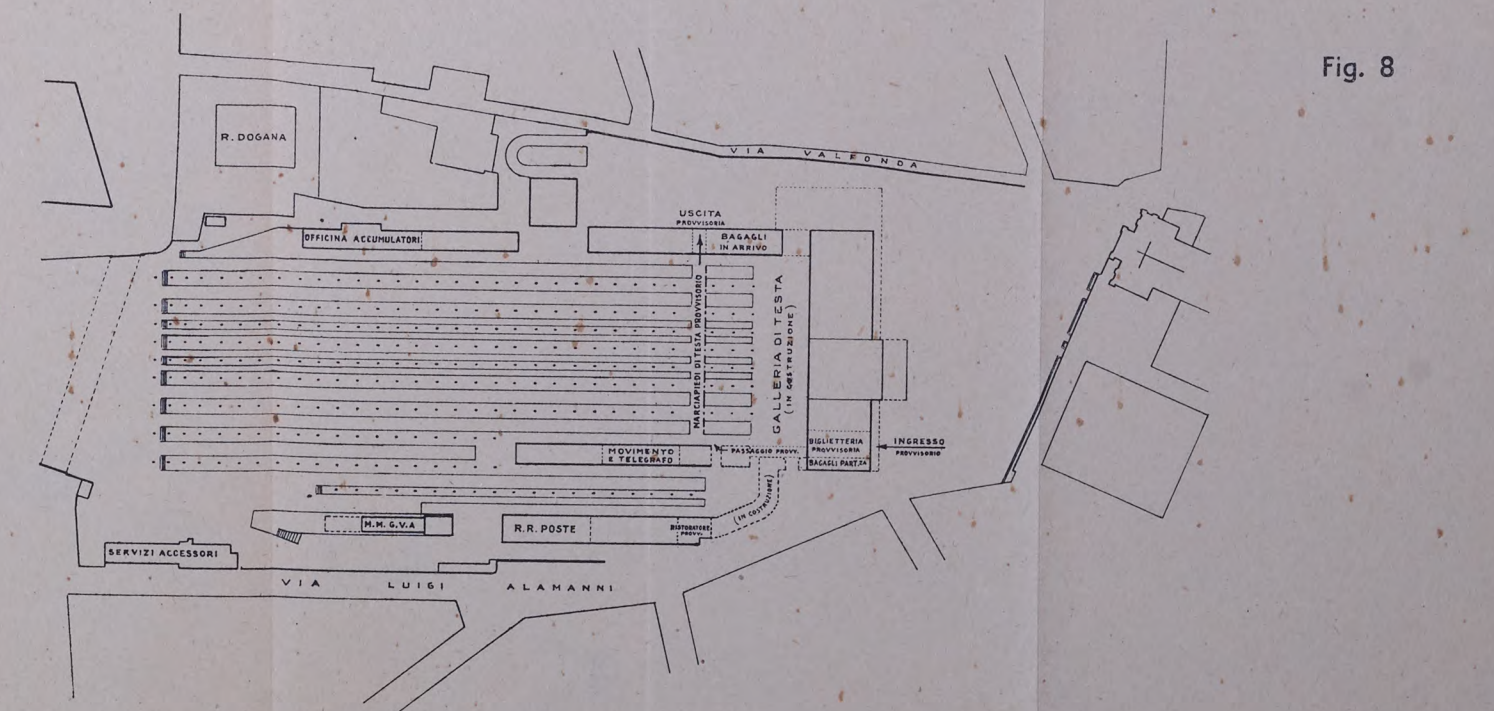 Fig. 8
R. DOGANA
VIA VALFONDA
USCITA
PROVVISORIA
OFFICINA ACCUMULATORI
BAGAGLI
IN ARRIVO
MARCIAPIEDI DI TESTA PROVVISORIO
GALLERIA DI TESTA
(IN COSTRUZIONE)
BIGLIETTERIA
PROVVISORIA
INGRESSO
PROVVISORIO
MOVIMENTO
E TELEGRAFO
PASSAGGIO PROVV.
BAGAGLI PART.ZA
(IN COSTRUZIONE)
M.M. G.V.A
R.R. POSTE
RISTORATORE
PROVV.
SERVIZI ACCESSORI
VIA LUIGI ALAMANNI